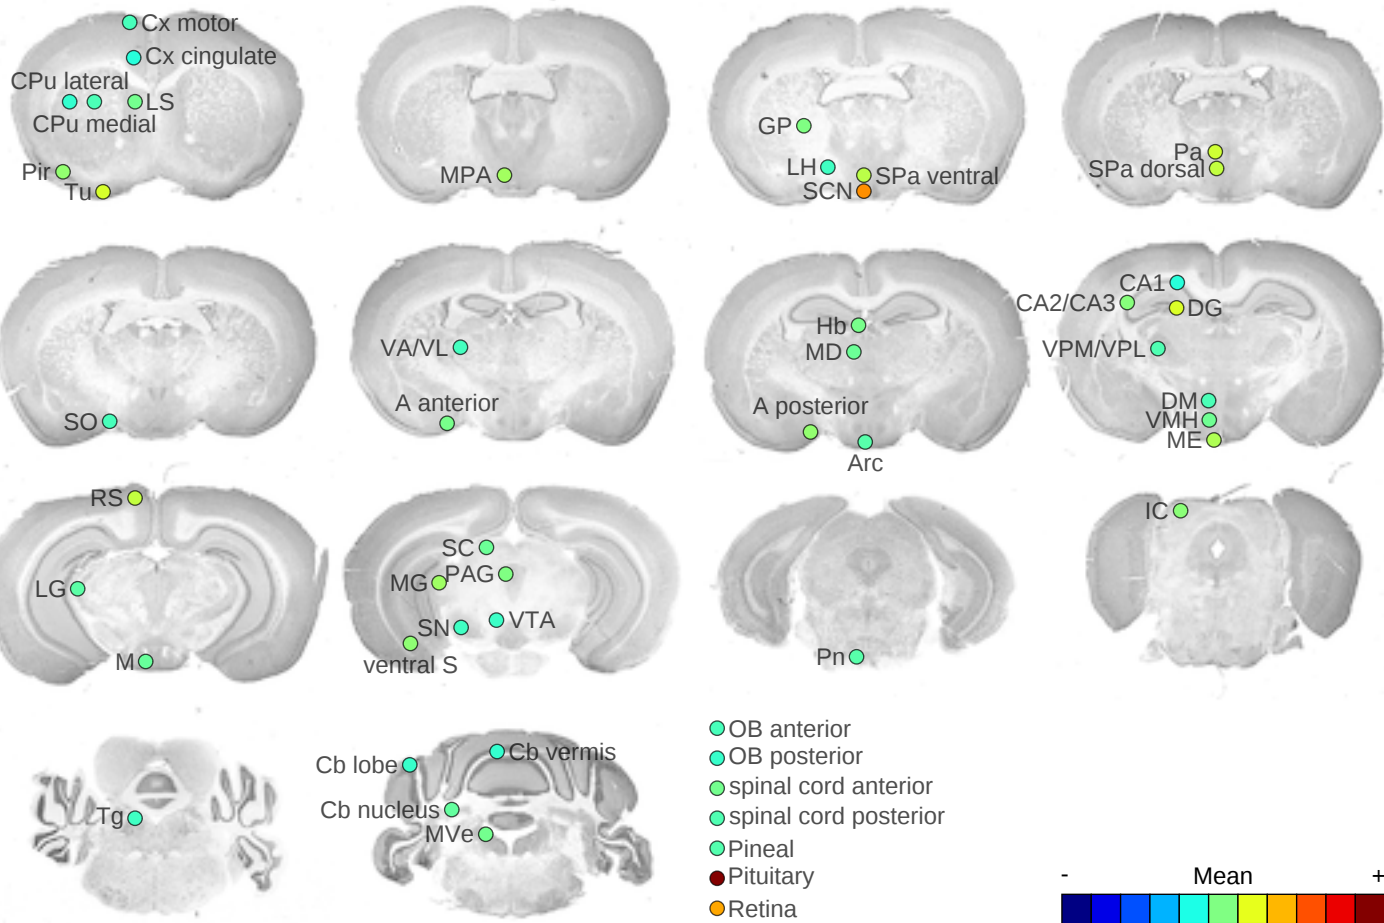 Cx motor
Cx cingulate
CPu lateral
LS
CPu medial
Pir
Tu
MPA
GP
LH
SPa ventral
SCN
Pa
SPa dorsal
SO
VA/VL
A anterior
Hb
MD
A posterior
Arc
CA1
CA2/CA3
DG
VPM/VPL
DM
VMH
ME
RS
LG
M
SC
MG
PAG
SN
VTA
ventral S
Pn
IC
Tg
Cb lobe
Cb vermis
Cb nucleus
MVe
OB anterior
OB posterior
spinal cord anterior
spinal cord posterior
Pineal
Pituitary
Retina
- Mean +